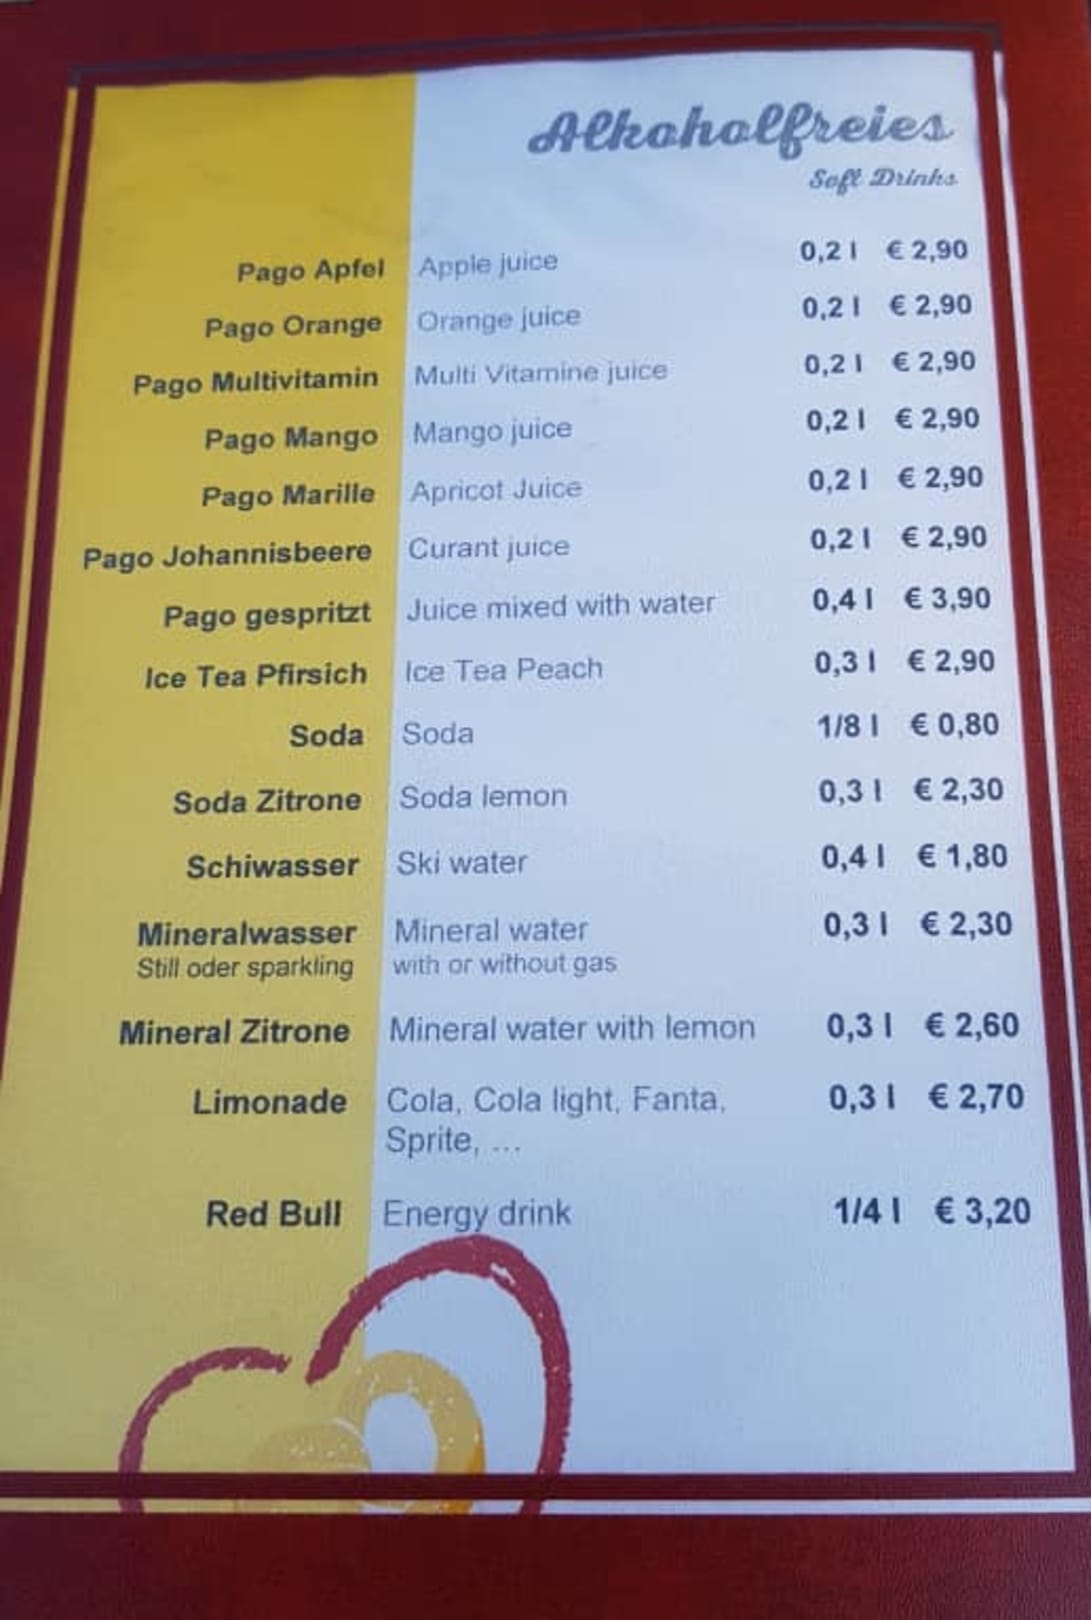 Alkoholfreies
Soft Drinks
Pago Apfel Apple juice 0,2 l € 2,90
Pago Orange Orange juice 0,2 l € 2,90
Pago Multivitamin Multi Vitamine juice 0,2 l € 2,90
Pago Mango Mango juice 0,2 l € 2,90
Pago Marille Apricot Juice 0,2 l € 2,90
Pago Johannisbeere Curant juice 0,2 l € 2,90
Pago gespritzt Juice mixed with water 0,4 l € 3,90
Ice Tea Pfirsich Ice Tea Peach 0,3 l € 2,90
Soda Soda 1/8 l € 0,80
Soda Zitrone Soda lemon 0,3 l € 2,30
Schiwasser Ski water 0,4 l € 1,80
Mineralwasser Mineral water 0,3 l € 2,30
Still oder sparkling with or without gas
Mineral Zitrone Mineral water with lemon 0,3 l € 2,60
Limonade Cola, Cola light, Fanta, 0,3 l € 2,70
Sprite, ...
Red Bull Energy drink 1/4 l € 3,20